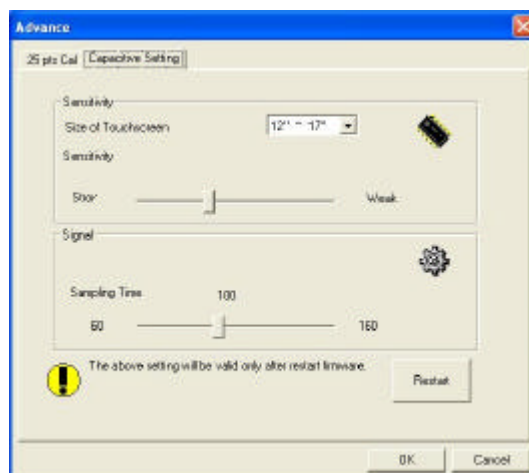 Advance
25 pts Cal
Capacitive Setting
Sensitivity
Size of Touchscreen
12" ~ 17"
Sensitivity
Stror
Weak
Signal
Sampling Time
100
60
160
The above setting will be valid only after restart firmware.
Restart
OK
Cancel